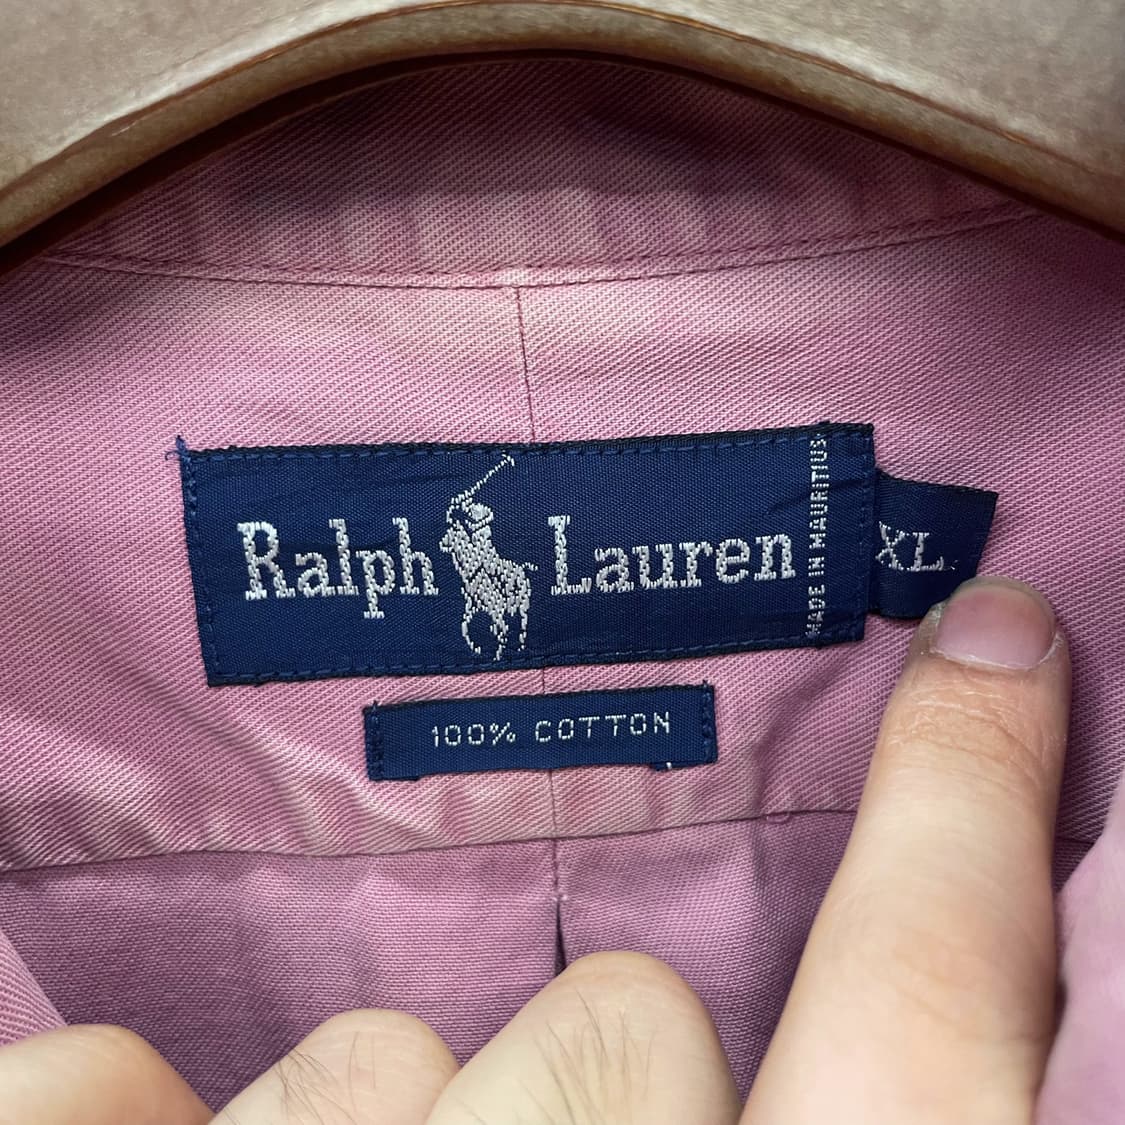 Ralph Lauren
MADE IN MAURITIUS
XL
100% COTTON